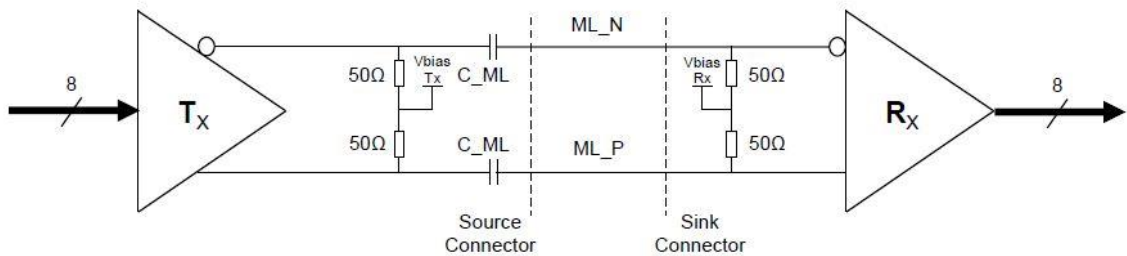 ML_N
8
TX
50Ω
Vbias
Tx
C_ML
Vbias
Rx
50Ω
RX
8
50Ω
C_ML
ML_P
50Ω
Source
Connector
Sink
Connector